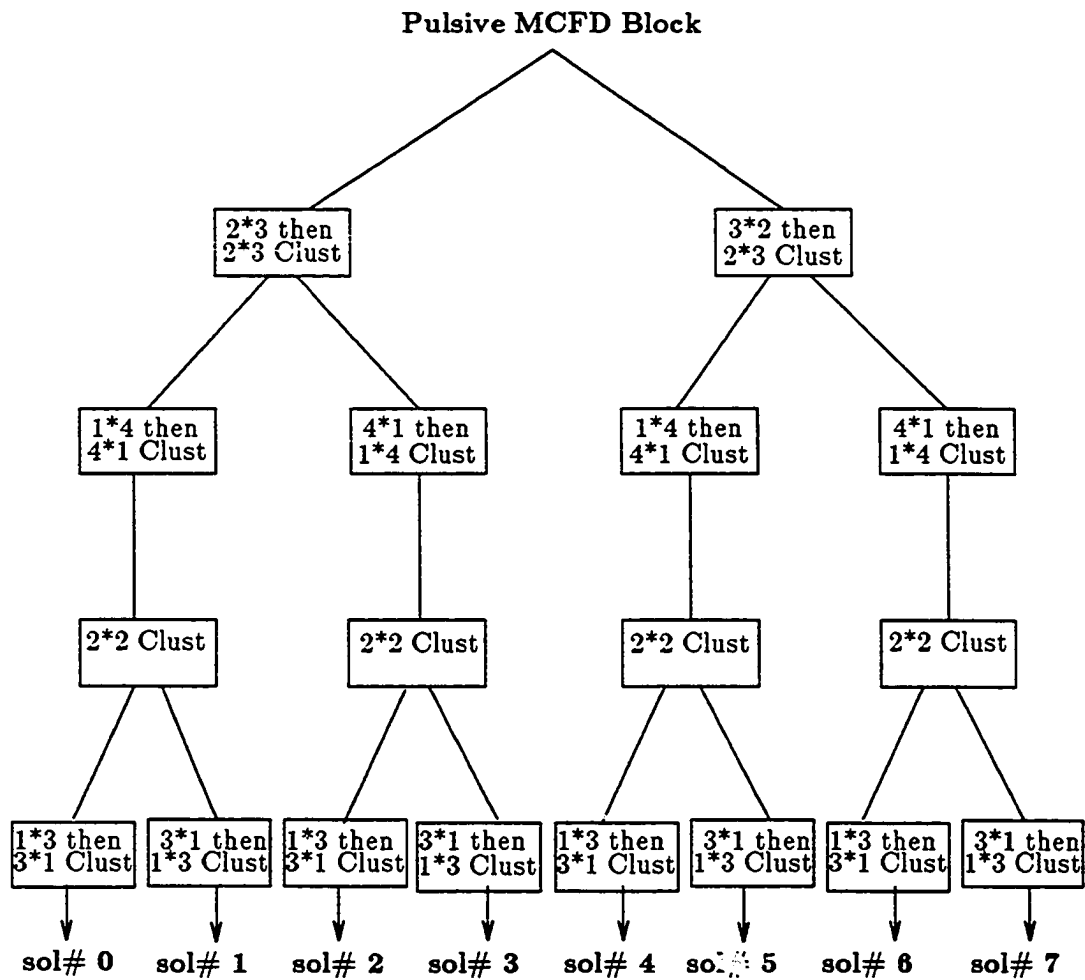 Pulsive MCFD Block
2*3 then
2*3 Clust
3*2 then
2*3 Clust
1*4 then
4*1 Clust
4*1 then
1*4 Clust
1*4 then
4*1 Clust
4*1 then
1*4 Clust
2*2 Clust
2*2 Clust
2*2 Clust
2*2 Clust
1*3 then
3*1 Clust
3*1 then
1*3 Clust
1*3 then
3*1 Clust
3*1 then
1*3 Clust
1*3 then
3*1 Clust
3*1 then
1*3 Clust
1*3 then
3*1 Clust
3*1 then
1*3 Clust
sol# 0
sol# 1
sol# 2
sol# 3
sol# 4
sol# 5
sol# 6
sol# 7